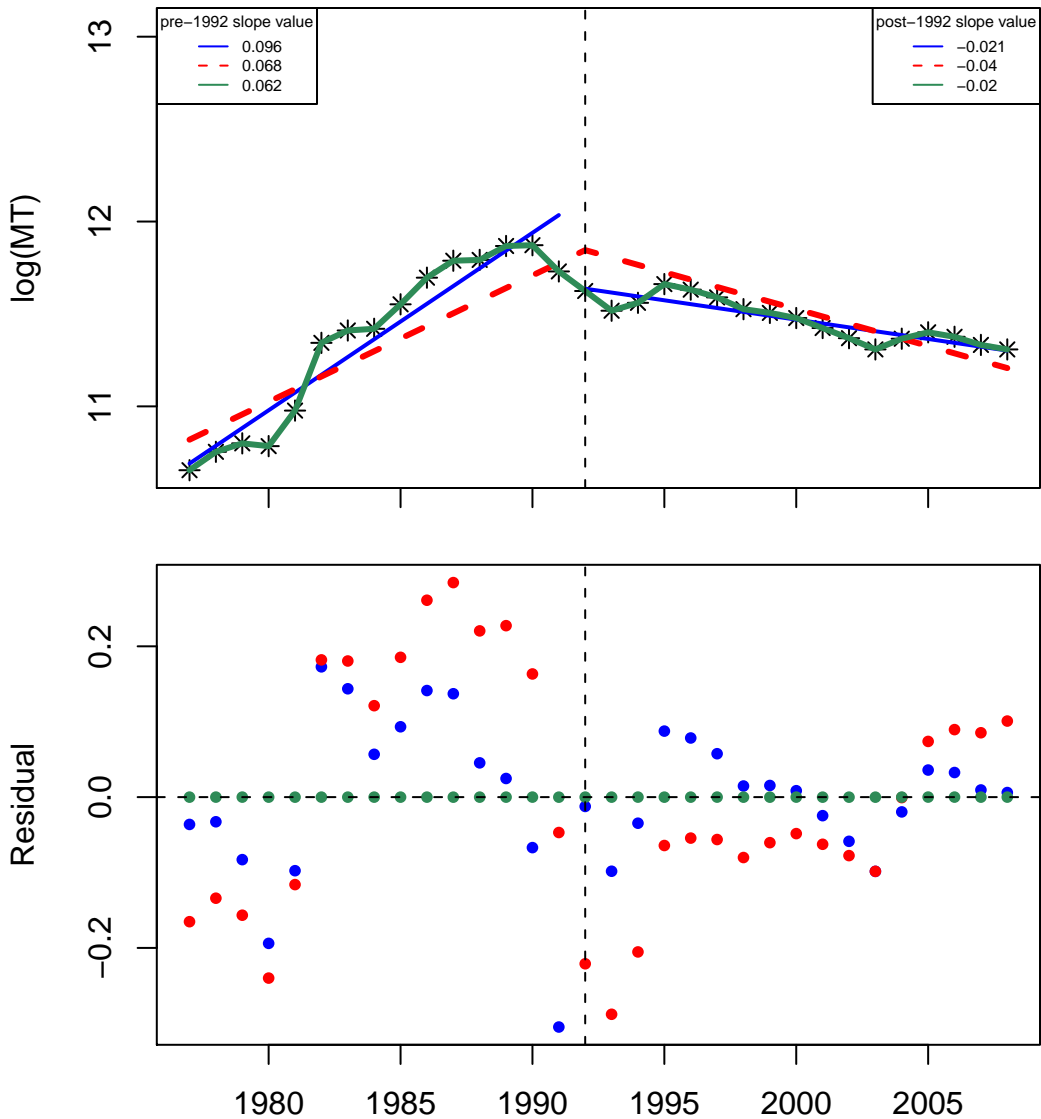 pre−1992 slope value
0.096
0.068
0.062
post−1992 slope value
−0.021
−0.04
−0.02
13
12
11
log(MT)
0.2
0.0
−0.2
Residual
1980 1985 1990 1995 2000 2005